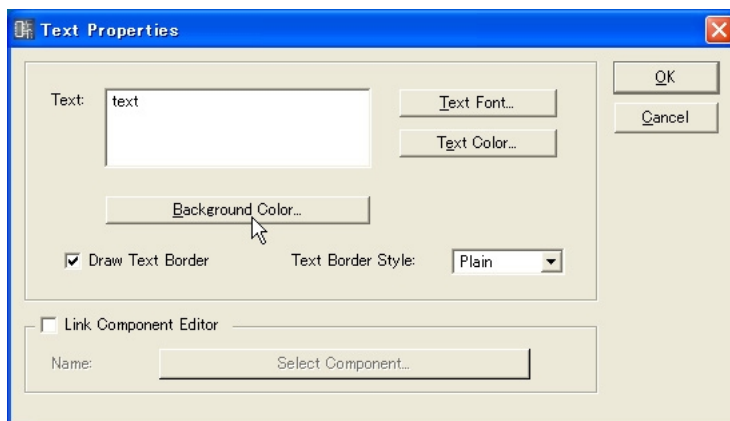 Text Properties
OK
Text: text
Text Font...
Cancel
Text Color...
Background Color...
Draw Text Border Text Border Style: Plain
Link Component Editor
Name: Select Component...